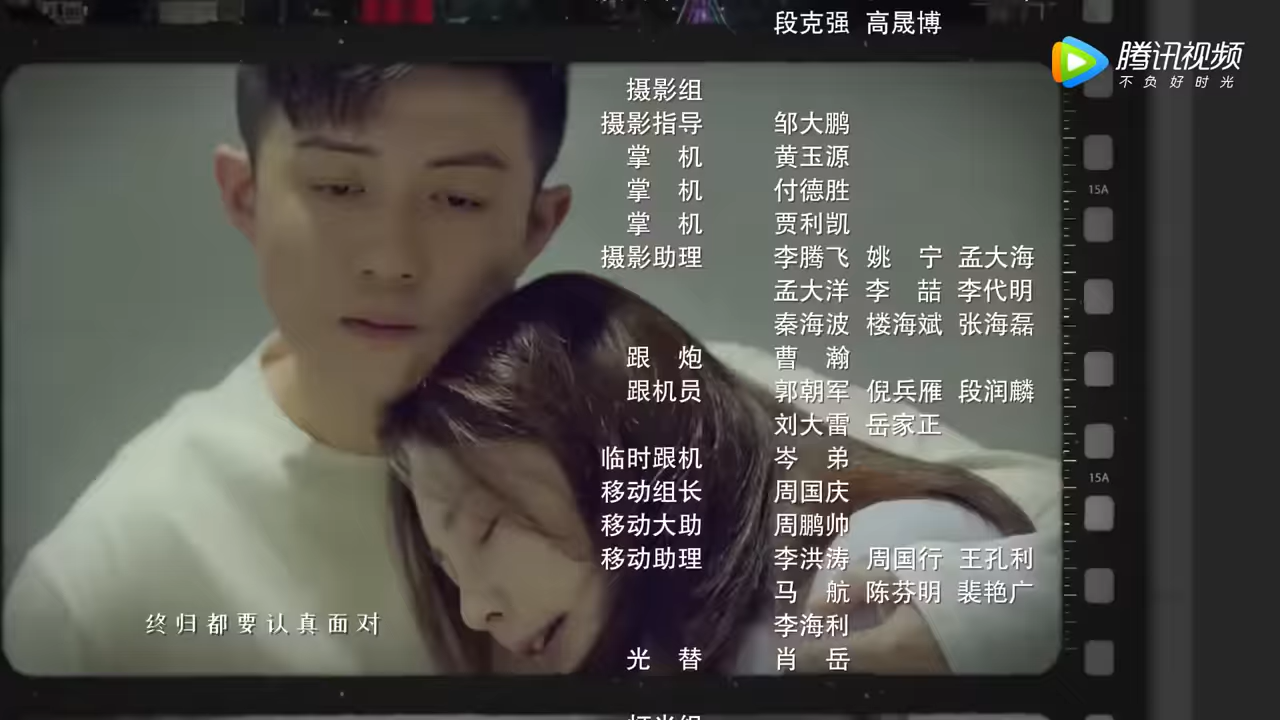 段克强 高晟博
腾讯视频
不负好时光
摄影组
摄影指导 邹大鹏
掌 机 黄玉源
掌 机 付德胜
掌 机 贾利凯
摄影助理 李腾飞 姚 宁 孟大海
孟大洋 李 喆 李代明
秦海波 楼海斌 张海磊
跟 炮 曹 瀚
跟机员 郭朝军 倪兵雁 段润麟
刘大雷 岳家正
临时跟机 岑 弟
移动组长 周国庆
移动大助 周鹏帅
移动助理 李洪涛 周国行 王孔利
马 航 陈芬明 裴艳广
李海利
光 替 肖 岳
终归都要认真面对
15A
15A